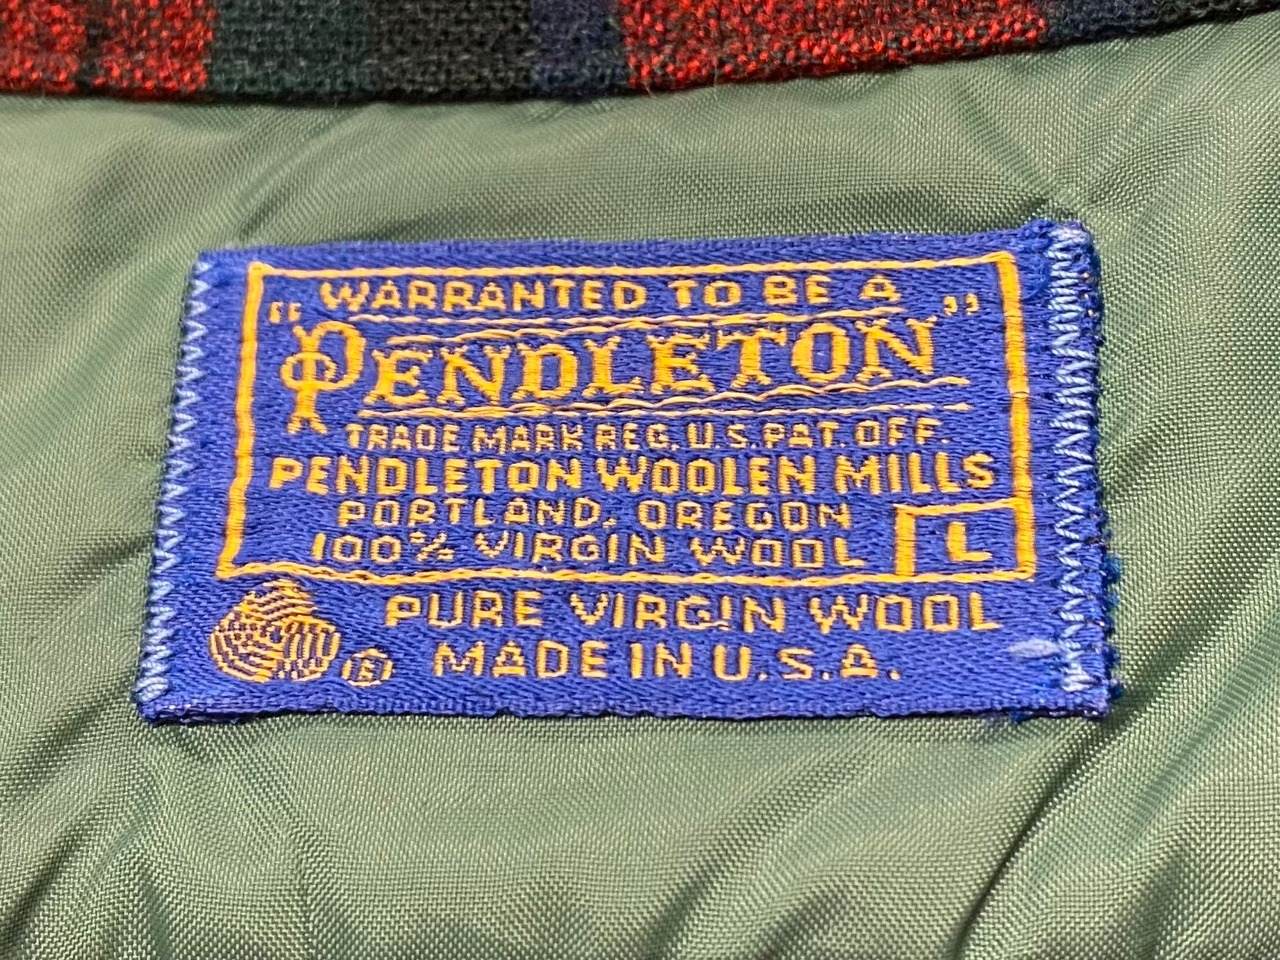 WARRANTED TO BE A
"PENDLETON"
TRADE MARK REG. U.S. PAT. OFF.
PENDLETON WOOLEN MILLS
PORTLAND, OREGON
100% VIRGIN WOOL L
PURE VIRGIN WOOL
MADE IN U.S.A.